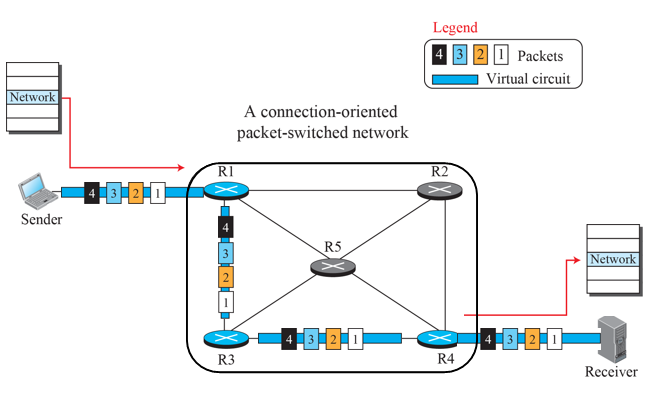 Legend
4 3 2 1 Packets
Virtual circuit
Network
A connection-oriented
packet-switched network
R1
R2
4 3 2 1
Sender
4
3
2
1
R5
Network
R3
4 3 2 1
R4
4 3 2 1
Receiver